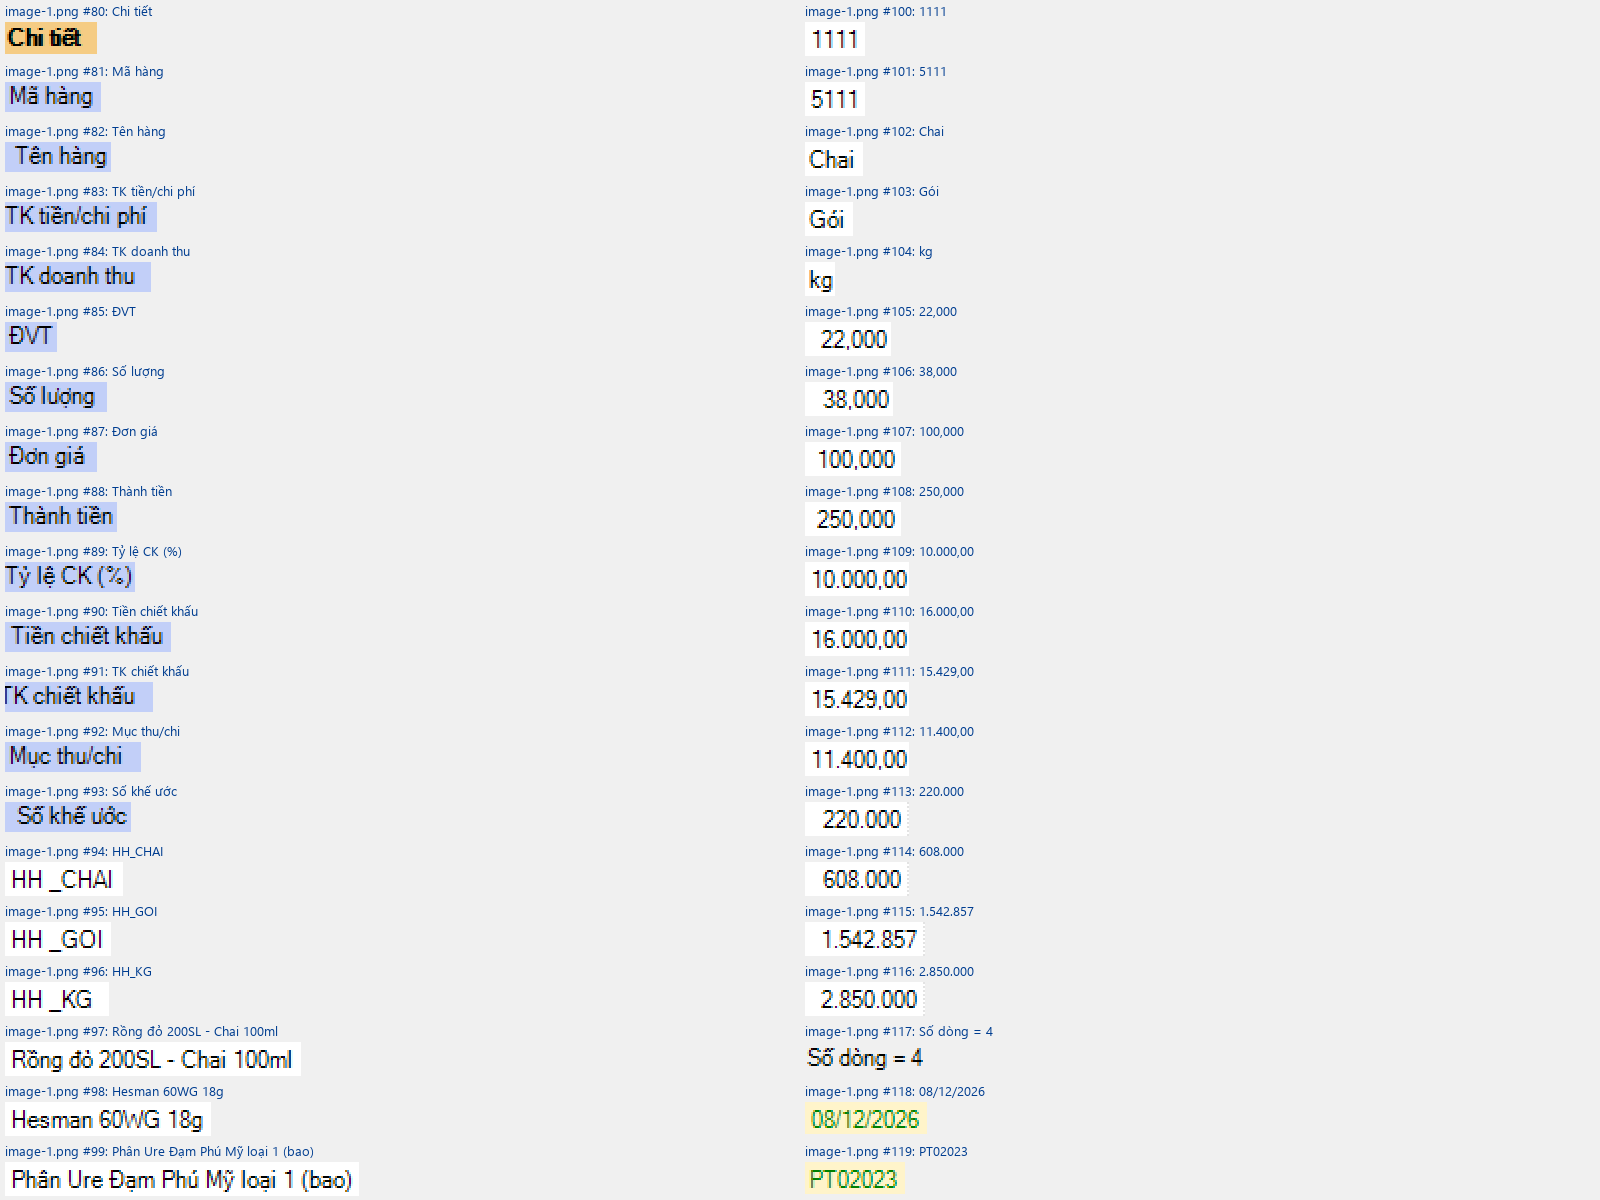 image-1.png #80: Chi tiết
Chi tiết
image-1.png #81: Mã hàng
Mã hàng
image-1.png #82: Tên hàng
Tên hàng
image-1.png #83: TK tiền/chi phí
TK tiền/chi phí
image-1.png #84: TK doanh thu
TK doanh thu
image-1.png #85: ĐVT
ĐVT
image-1.png #86: Số lượng
Số lượng
image-1.png #87: Đơn giá
Đơn giá
image-1.png #88: Thành tiền
Thành tiền
image-1.png #89: Tỷ lệ CK (%)
Tỷ lệ CK (%)
image-1.png #90: Tiền chiết khấu
Tiền chiết khấu
image-1.png #91: TK chiết khấu
TK chiết khấu
image-1.png #92: Mục thu/chi
Mục thu/chi
image-1.png #93: Số khế ước
Số khế ước
image-1.png #94: HH_CHAI
HH _CHAI
image-1.png #95: HH_GOI
HH _GOI
image-1.png #96: HH_KG
HH _KG
image-1.png #97: Rồng đỏ 200SL - Chai 100ml
Rồng đỏ 200SL - Chai 100ml
image-1.png #98: Hesman 60WG 18g
Hesman 60WG 18g
image-1.png #99: Phân Ure Đạm Phú Mỹ loại 1 (bao)
Phân Ure Đạm Phú Mỹ loại 1 (bao)
image-1.png #100: 1111
1111
image-1.png #101: 5111
5111
image-1.png #102: Chai
Chai
image-1.png #103: Gói
Gói
image-1.png #104: kg
kg
image-1.png #105: 22,000
22,000
image-1.png #106: 38,000
38,000
image-1.png #107: 100,000
100,000
image-1.png #108: 250,000
250,000
image-1.png #109: 10.000,00
10.000,00
image-1.png #110: 16.000,00
16.000,00
image-1.png #111: 15.429,00
15.429,00
image-1.png #112: 11.400,00
11.400,00
image-1.png #113: 220.000
220.000
image-1.png #114: 608.000
608.000
image-1.png #115: 1.542.857
1.542.857
image-1.png #116: 2.850.000
2.850.000
image-1.png #117: Số dòng = 4
Số dòng = 4
image-1.png #118: 08/12/2026
08/12/2026
image-1.png #119: PT02023
PT02023